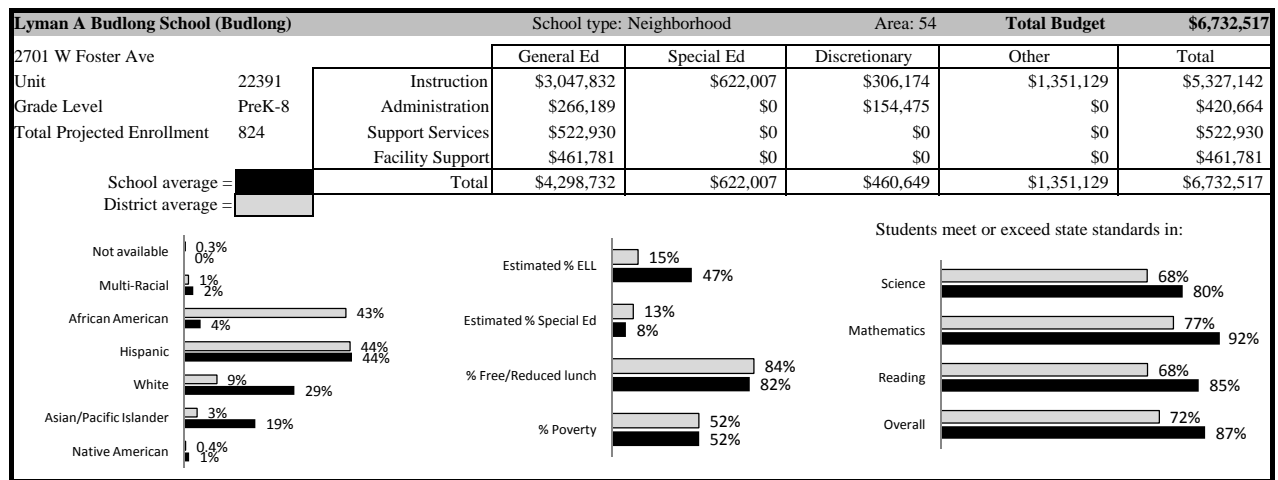 Lyman A Budlong School (Budlong) School type: Neighborhood Area: 54 Total Budget $6,732,517
2701 W Foster Ave General Ed Special Ed Discretionary Other Total
Unit 22391 Instruction $3,047,832 $622,007 $306,174 $1,351,129 $5,327,142
Grade Level PreK-8 Administration $266,189 $0 $154,475 $0 $420,664
Total Projected Enrollment 824 Support Services $522,930 $0 $0 $0 $522,930
Facility Support $461,781 $0 $0 $0 $461,781
School average = Total $4,298,732 $622,007 $460,649 $1,351,129 $6,732,517
District average =
Not available 0.3% 0%
Multi-Racial 1% 2%
African American 43% 4%
Hispanic 44% 44%
White 9% 29%
Asian/Pacific Islander 3% 19%
Native American 0.4% 1%
Estimated % ELL 15% 47%
Estimated % Special Ed 13% 8%
% Free/Reduced lunch 84% 82%
% Poverty 52% 52%
Students meet or exceed state standards in:
Science 68% 80%
Mathematics 77% 92%
Reading 68% 85%
Overall 72% 87%